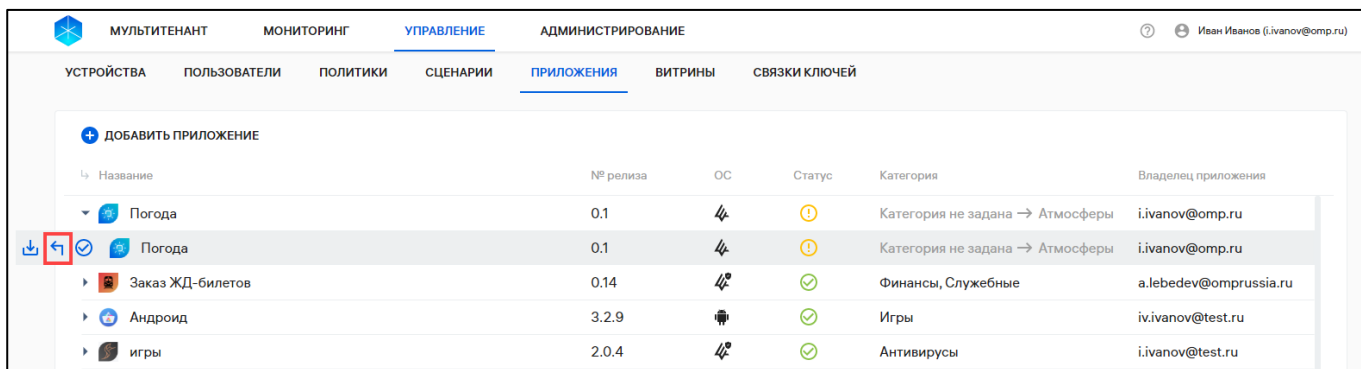 МУЛЬТИТЕНАНТ МОНИТОРИНГ УПРАВЛЕНИЕ АДМИНИСТРИРОВАНИЕ Иван Иванов (i.ivanov@omp.ru)
УСТРОЙСТВА ПОЛЬЗОВАТЕЛИ ПОЛИТИКИ СЦЕНАРИИ ПРИЛОЖЕНИЯ ВИТРИНЫ СВЯЗКИ КЛЮЧЕЙ
ДОБАВИТЬ ПРИЛОЖЕНИЕ
Название № релиза ОС Статус Категория Владелец приложения
Погода 0.1 Категория не задана → Атмосферы i.ivanov@omp.ru
Погода 0.1 Категория не задана → Атмосферы i.ivanov@omp.ru
Заказ ЖД-билетов 0.14 Финансы, Служебные a.lebedev@omprussia.ru
Андроид 3.2.9 Игры iv.ivanov@test.ru
игры 2.0.4 Антивирусы i.ivanov@test.ru